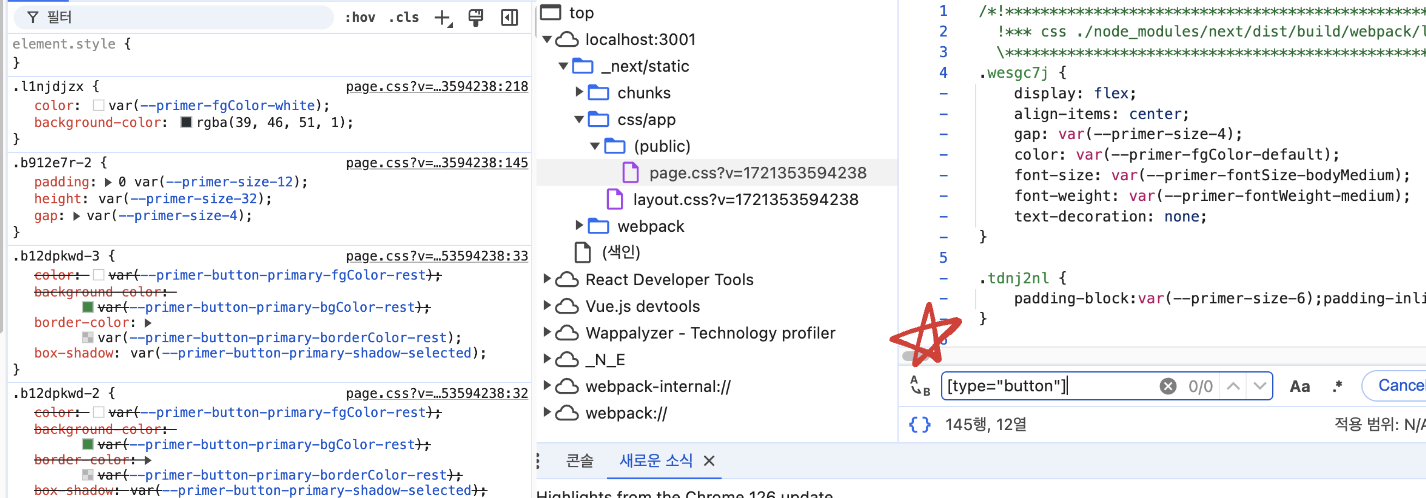 필터
:hov .cls
element.style {
}
.l1njdjzx { page.css?v=…3594238:218
color: var(--primer-fgColor-white);
background-color: rgba(39, 46, 51, 1);
}
.b912e7r-2 { page.css?v=…3594238:145
padding: 0 var(--primer-size-12);
height: var(--primer-size-32);
gap: var(--primer-size-4);
}
.b12dpkwd-3 { page.css?v=…53594238:33
color: var(--primer-button-primary-fgColor-rest);
background-color:
var(--primer-button-primary-bgColor-rest);
border-color:
var(--primer-button-primary-borderColor-rest);
box-shadow: var(--primer-button-primary-shadow-selected);
}
.b12dpkwd-2 { page.css?v=…53594238:32
color: var(--primer-button-primary-fgColor-rest);
background-color:
var(--primer-button-primary-bgColor-rest);
border-color:
var(--primer-button-primary-borderColor-rest);
box-shadow: var(--primer-button-primary-shadow-selected);
top
localhost:3001
_next/static
chunks
css/app
(public)
page.css?v=1721353594238
layout.css?v=1721353594238
webpack
(색인)
React Developer Tools
Vue.js devtools
Wappalyzer - Technology profiler
_N_E
webpack-internal://
webpack://
1 /*!************************************************
2 !*** css ./node_modules/next/dist/build/webpack/l
3 \************************************************
4 .wesgc7j {
- display: flex;
- align-items: center;
- gap: var(--primer-size-4);
- color: var(--primer-fgColor-default);
- font-size: var(--primer-fontSize-bodyMedium);
- font-weight: var(--primer-fontWeight-medium);
- text-decoration: none;
- }
5
- .tdnj2nl {
- padding-block:var(--primer-size-6);padding-inli
- }
6
A B [type="button"] 0/0 Aa .* Cancel
{} 145행, 12열 적용 범위: N/A
콘솔 새로운 소식
Highlights from the Chrome 126 update